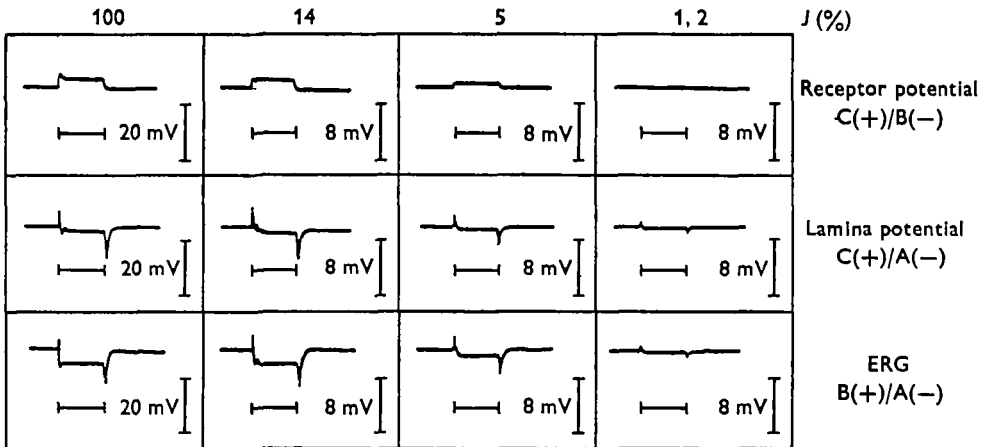 100 14 5 1, 2 J (%)
Receptor potential
C(+)/B(−)
20 mV 8 mV 8 mV 8 mV
Lamina potential
C(+)/A(−)
20 mV 8 mV 8 mV 8 mV
ERG
B(+)/A(−)
20 mV 8 mV 8 mV 8 mV